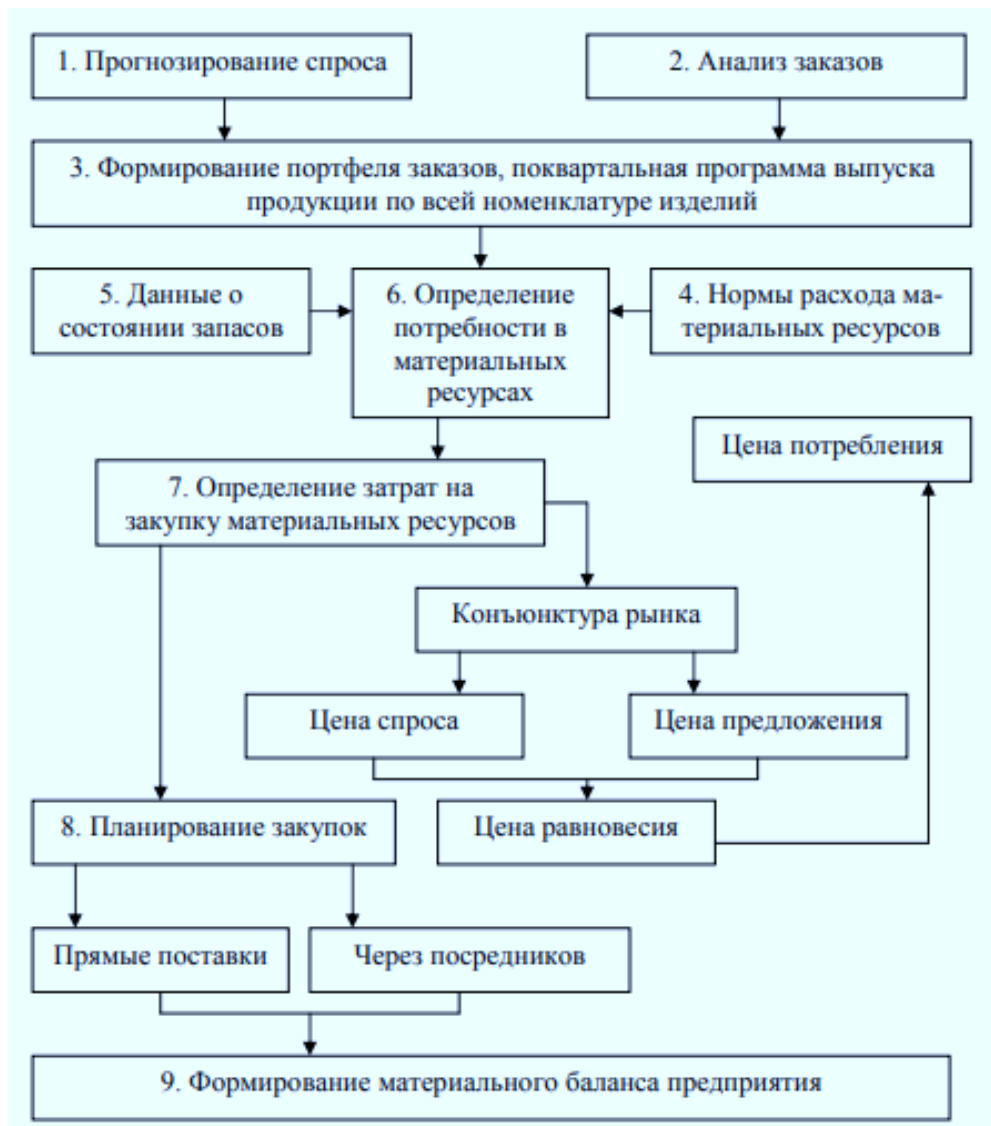 1. Прогнозирование спроса
2. Анализ заказов
3. Формирование портфеля заказов, поквартальная программа выпуска
продукции по всей номенклатуре изделий
5. Данные о
состоянии запасов
6. Определение
потребности в
материальных
ресурсах
4. Нормы расхода ма-
териальных ресурсов
Цена потребления
7. Определение затрат на
закупку материальных ресурсов
Конъюнктура рынка
Цена спроса
Цена предложения
8. Планирование закупок
Цена равновесия
Прямые поставки
Через посредников
9. Формирование материального баланса предприятия